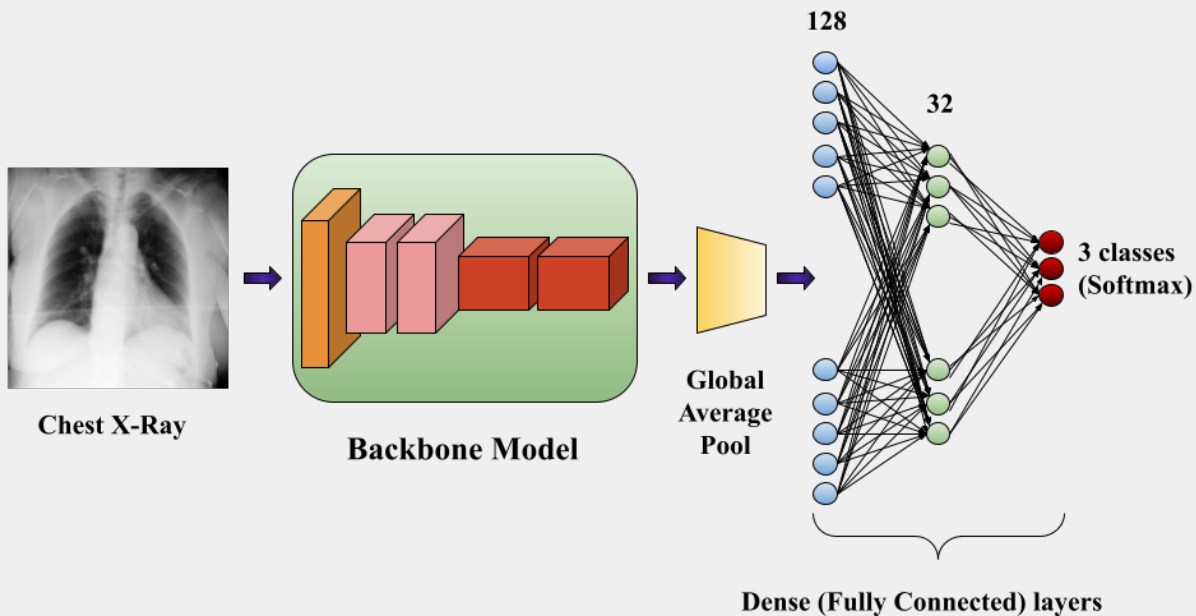 128
32
3 classes
(Softmax)
Global
Average
Pool
Chest X-Ray
Backbone Model
Dense (Fully Connected) layers